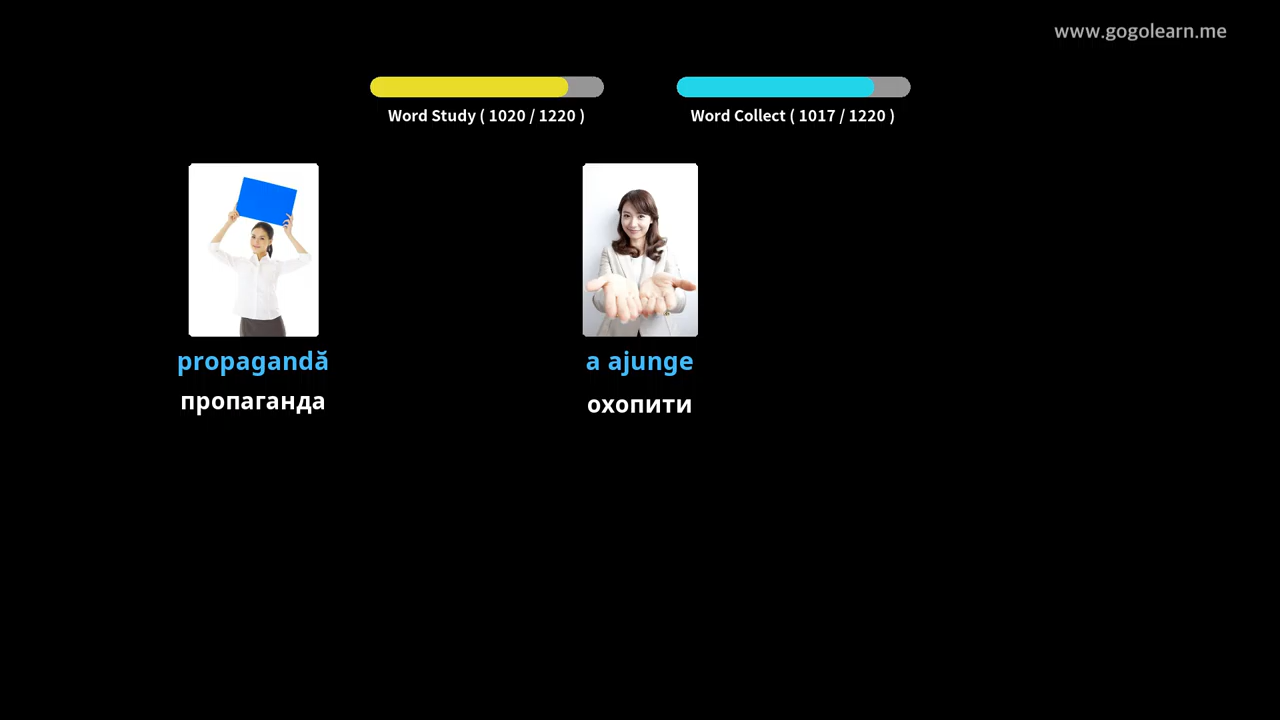 www.gogolearn.me
Word Study ( 1020 / 1220 )
Word Collect ( 1017 / 1220 )
propagandă
пропаганда
a ajunge
охопити